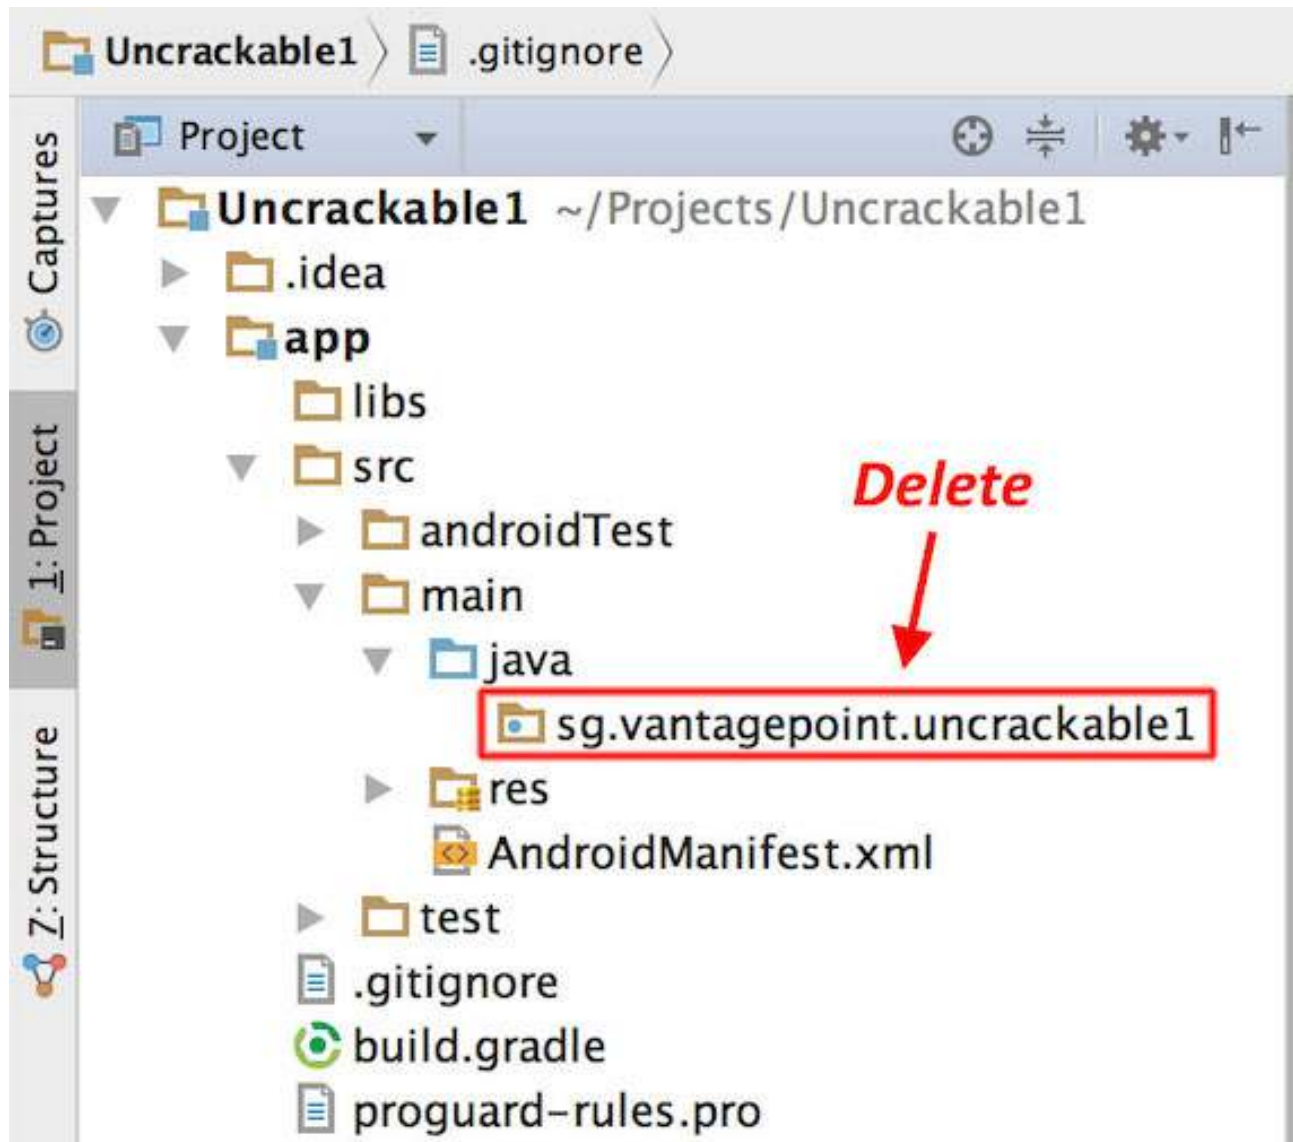 Uncrackable1 .gitignore
Project
Captures
1: Project
Z: Structure
Uncrackable1 ~/Projects/Uncrackable1
.idea
app
libs
src
Delete
androidTest
main
java
sg.vantagepoint.uncrackable1
res
AndroidManifest.xml
test
.gitignore
build.gradle
proguard-rules.pro